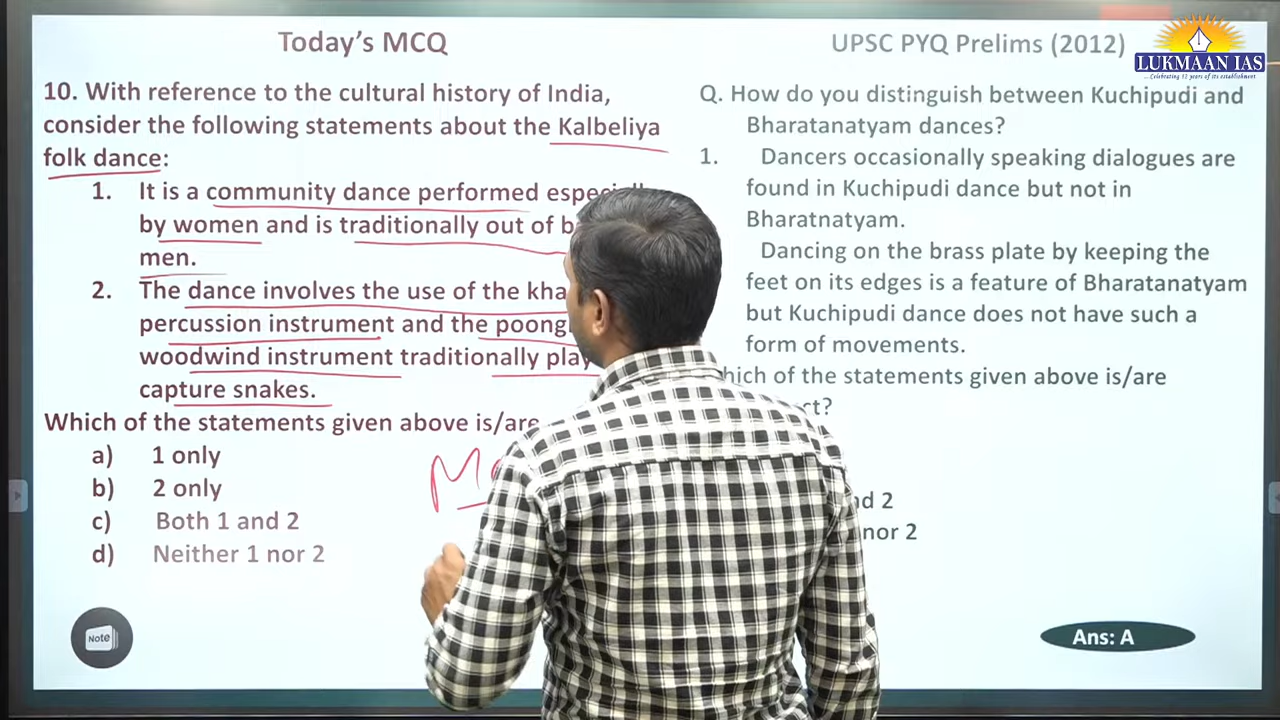 Today's MCQ
10. With reference to the cultural history of India,
consider the following statements about the Kalbeliya
folk dance:
1. It is a community dance performed especially
by women and is traditionally out of
men.
2. The dance involves the use of the
percussion instrument and the
woodwind instrument traditionally
capture snakes.
Which of the statements given above is/are
a) 1 only
b) 2 only
c) Both 1 and 2
d) Neither 1 nor 2
Note
UPSC PYQ Prelims (2012)
LUKMAAN IAS
...Celebrating 12 years of its establishment
Q. How do you distinguish between Kuchipudi and
Bharatanatyam dances?
1. Dancers occasionally speaking dialogues are
found in Kuchipudi dance but not in
Bharatnatyam.
Dancing on the brass plate by keeping the
feet on its edges is a feature of Bharatanatyam
but Kuchipudi dance does not have such a
form of movements.
of the statements given above is/are
2
nor 2
Ans: A